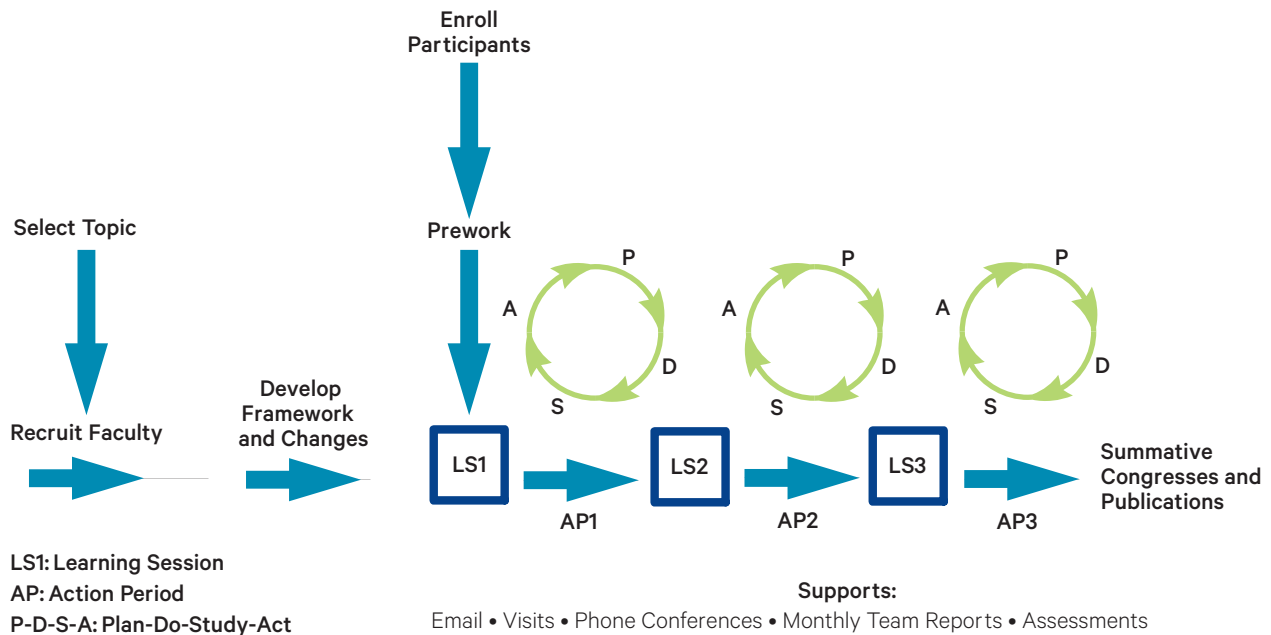 Enroll
Participants
Select Topic
Prework
P
A
D
S
P
A
D
S
P
A
D
S
Recruit Faculty
Develop
Framework
and Changes
LS1
LS2
LS3
AP1
AP2
AP3
Summative
Congresses and
Publications
LS1: Learning Session
AP: Action Period
P-D-S-A: Plan-Do-Study-Act
Supports:
Email • Visits • Phone Conferences • Monthly Team Reports • Assessments